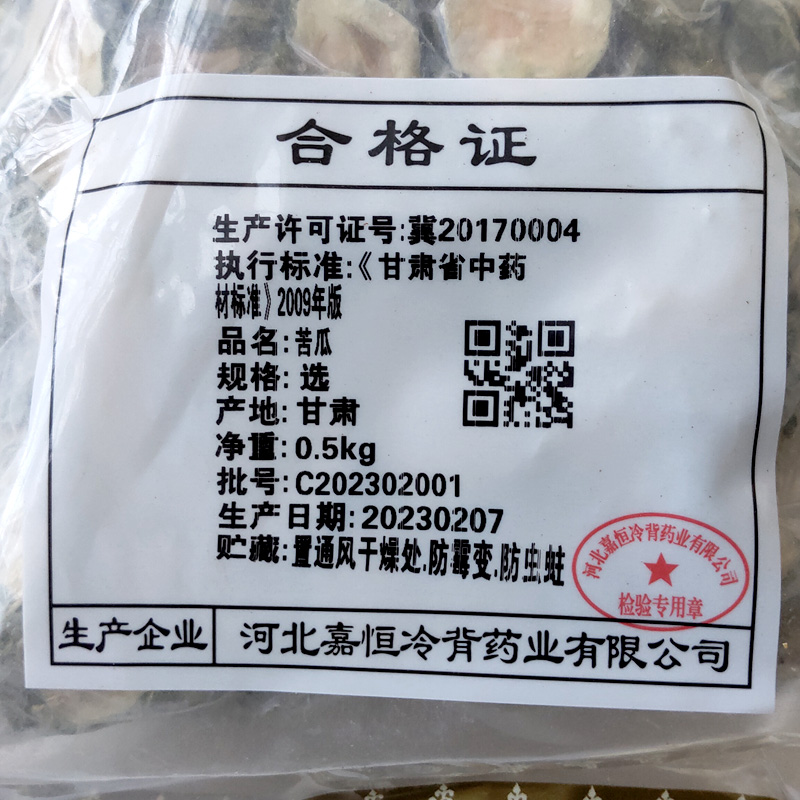 合格证
生产许可证号:冀20170004
执行标准:《甘肃省中药
材标准》2009年版
品名:苦瓜
规格:选
产地:甘肃
净重:0.5kg
批号:C202302001
生产日期:20230207
贮藏:置通风干燥处.防霉变.防虫蛀
河北嘉恒冷背药业有限公司
检验专用章
生产企业 河北嘉恒冷背药业有限公司